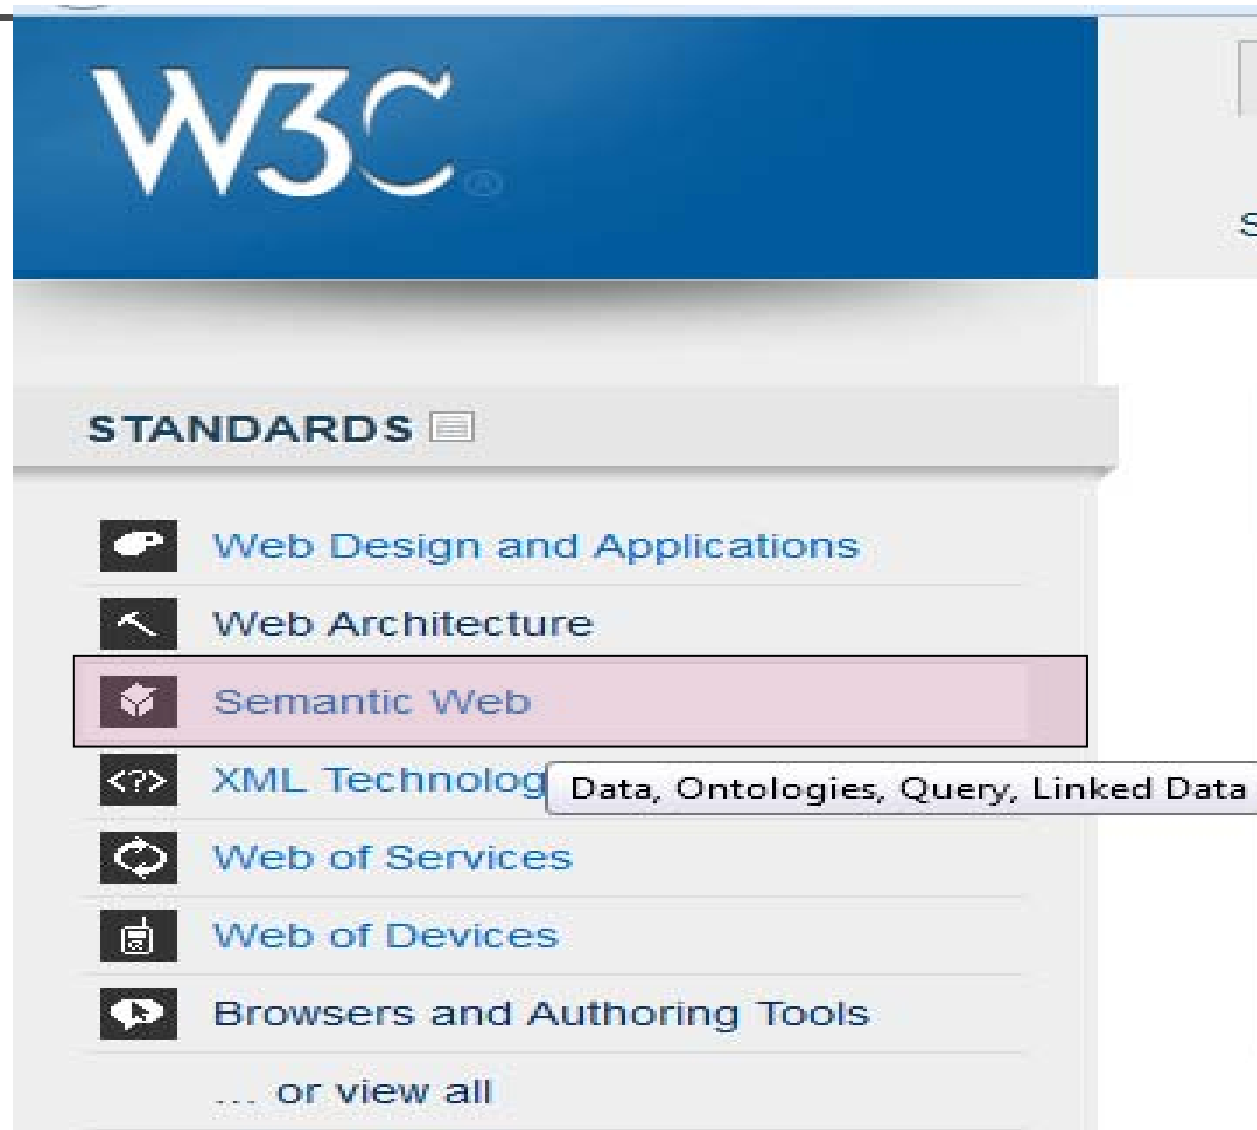 W3C®
S
STANDARDS
Web Design and Applications
Web Architecture
Semantic Web
<?> XML Technolog
Data, Ontologies, Query, Linked Data
Web of Services
Web of Devices
Browsers and Authoring Tools
... or view all